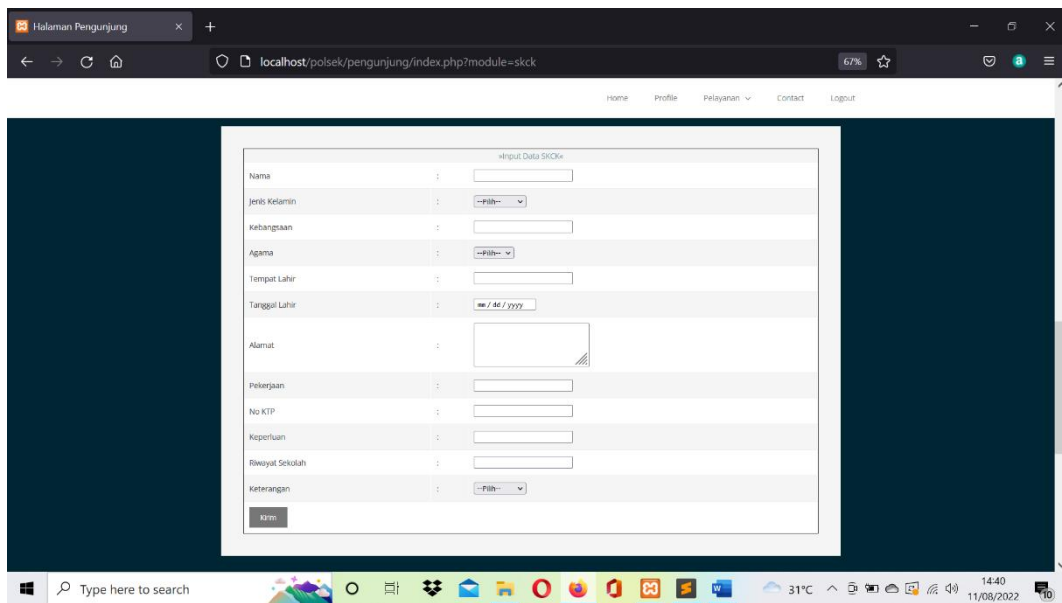 Halaman Pengunjung
localhost/polsek/pengunjung/index.php?module=skck
67%
Home Profile Pelayanan Contact Logout
»Input Data SKCK«
Nama :
Jenis Kelamin : --Pilih--
Kebangsaan :
Agama : --Pilih--
Tempat Lahir :
Tanggal Lahir : mm / dd / yyyy
Alamat :
Pekerjaan :
No KTP :
Keperluan :
Riwayat Sekolah :
Keterangan : --Pilih--
Kirim
Type here to search
31°C
14:40
11/08/2022
10